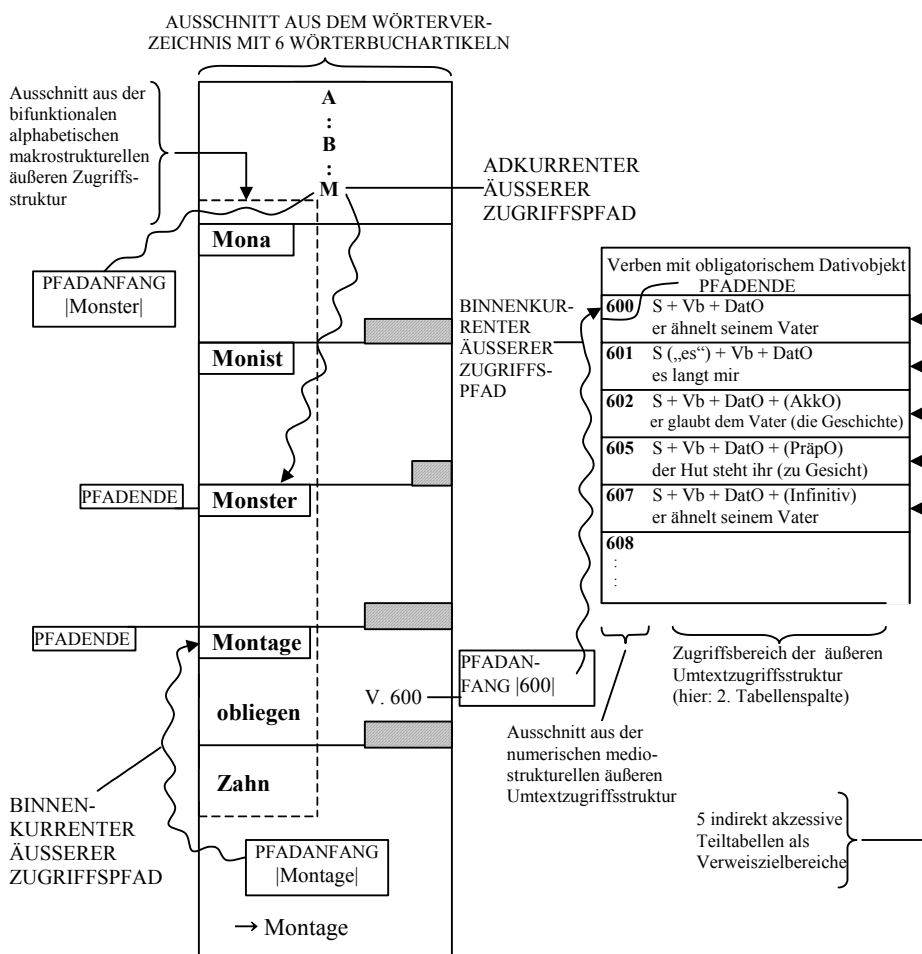 AUSSCHNITT AUS DEM WÖRTERVER-
ZEICHNIS MIT 6 WÖRTERBUCHARTIKELN
Ausschnitt aus der
bifunktionalen
alphabetischen
makrostrukturellen
äußeren Zugriffs-
struktur
A
:
B
:
M
ADKURRENTER
ÄUSSERER
ZUGRIFFSPFAD
Mona
PFADANFANG
|Monster|
Monist
PFADENDE
Monster
PFADENDE
Montage
obliegen
V. 600
Zahn
BINNEN-
KURRENTER
ÄUSSERER
ZUGRIFFSPFAD
PFADANFANG
|Montage|
→ Montage
BINNENKUR-
RENTER
ÄUSSERER
ZUGRIFFS-
PFAD
PFADAN-
FANG |600|
Verben mit obligatorischem Dativobjekt
PFADENDE
600 S + Vb + DatO
er ähnelt seinem Vater
601 S („es“) + Vb + DatO
es langt mir
602 S + Vb + DatO + (AkkO)
er glaubt dem Vater (die Geschichte)
605 S + Vb + DatO + (PräpO)
der Hut steht ihr (zu Gesicht)
607 S + Vb + DatO + (Infinitiv)
er ähnelt seinem Vater
608
:
:
Zugriffsbereich der äußeren
Umtextzugriffsstruktur
(hier: 2. Tabellenspalte)
Ausschnitt aus der
numerischen medio-
strukturellen äußeren
Umtextzugriffsstruktur
5 indirekt akzessive
Teiltabellen als
Verweiszielbereiche